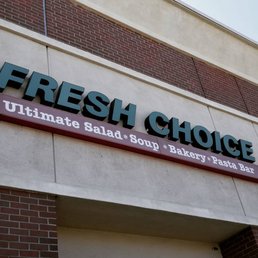 FRESH CHOICE
Ultimate Salad • Soup • Bakery • Pasta Bar